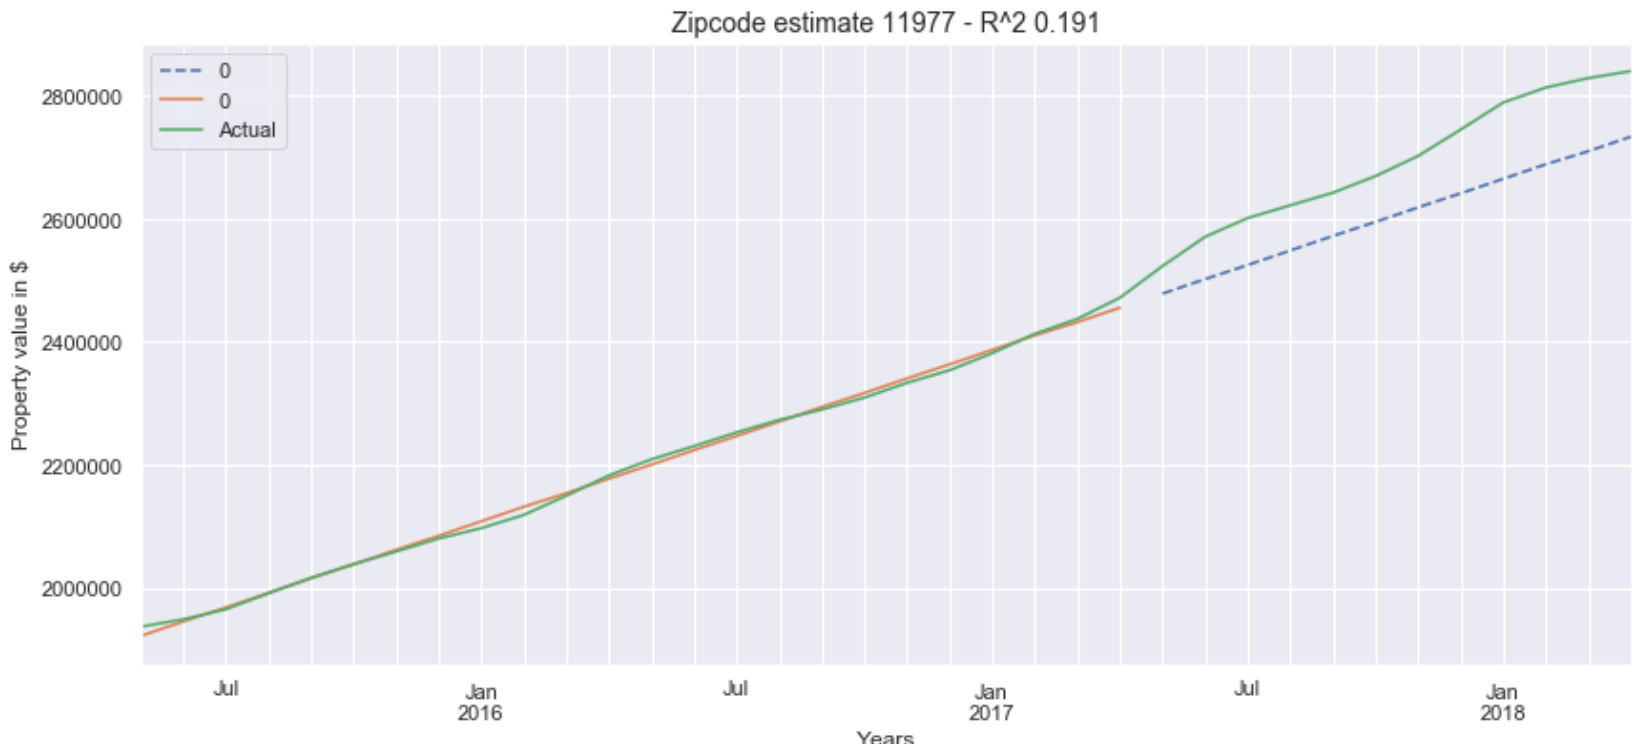 Zipcode estimate 11977 - R^2 0.191
0
0
Actual
2800000
2600000
2400000
2200000
2000000
Property value in $
Jul
Jan
2016
Jul
Jan
2017
Jul
Jan
2018
Years